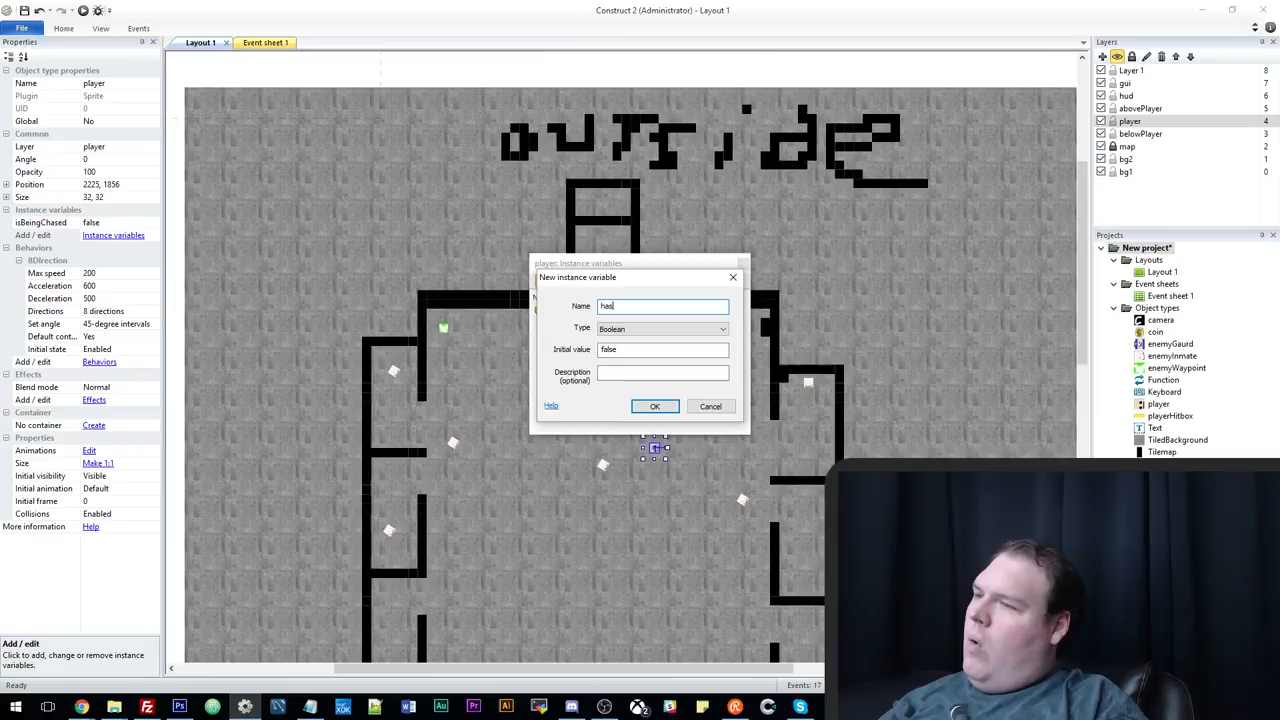 Construct 2 (Administrator) - Layout 1
File
Home
View
Events
Properties
Layout 1
Event sheet 1
Layers
Object type properties
Name player
Plugin Sprite
UID 0
Global No
Common
Layer player
Angle 0
Opacity 100
Position 2225, 1856
Size 32, 32
Instance variables
isBeingChased false
Add / edit Instance variables
Behaviors
8Direction
Max speed 200
Acceleration 600
Deceleration 500
Directions 8 directions
Set angle 45-degree intervals
Default cont... Yes
Initial state Enabled
Add / edit Behaviors
Effects
Blend mode Normal
Add / edit Effects
Container
No container Create
Properties
Animations Edit
Size Make 1:1
Initial visibility Visible
Initial animation Default
Initial frame 0
Collisions Enabled
More information Help
Add / edit
Click to add, change or remove instance
variables.
outside
player: Instance variables
New instance variable
Name has
Type Boolean
Initial value false
Description
(optional)
Help
OK
Cancel
Layer 1 8
gui 7
hud 6
abovePlayer 5
player 4
belowPlayer 3
map 2
bg2 1
bg1 0
Projects
New project*
Layouts
Layout 1
Event sheets
Event sheet 1
Object types
camera
coin
enemyGaurd
enemyInmate
enemyWaypoint
Function
Keyboard
player
playerHitbox
Text
TiledBackground
Tilemap
Ready
Events: 17